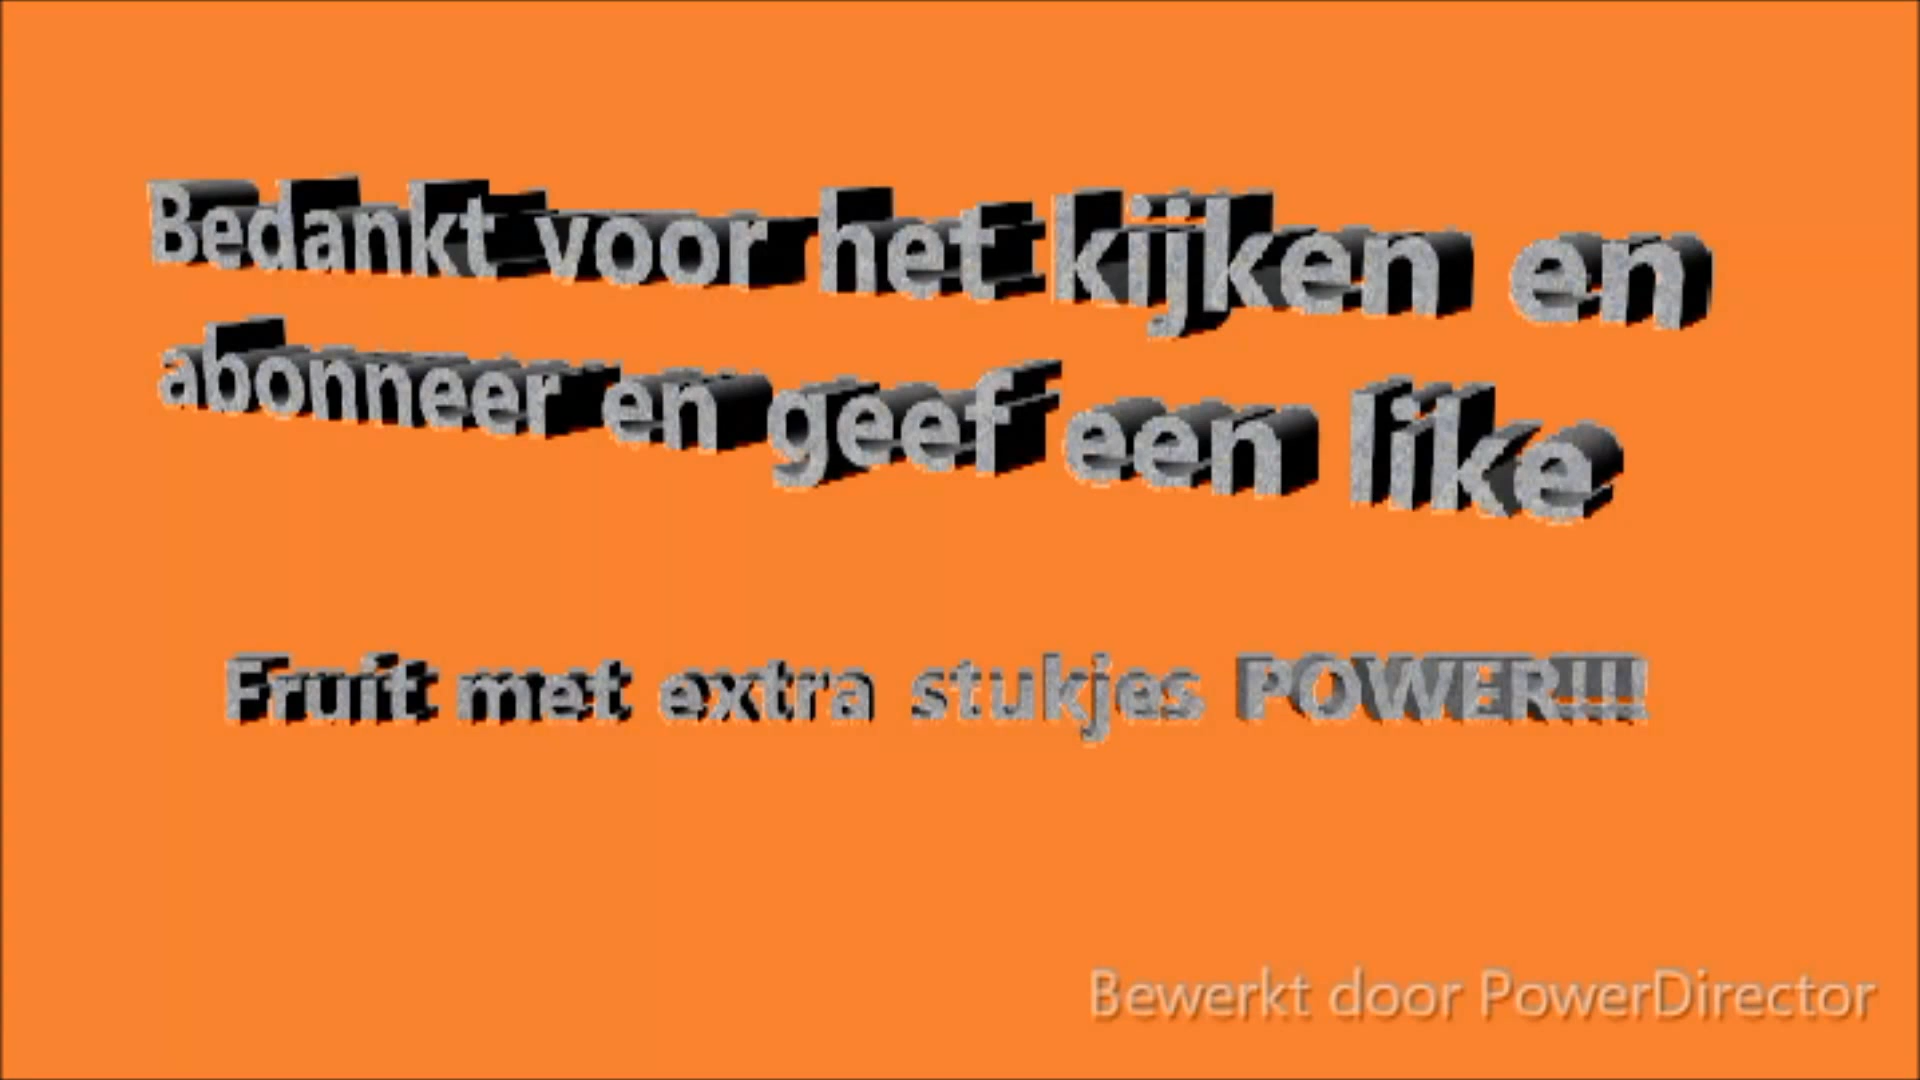 Bedankt voor het kijken en
abonneer en geef een like
Fruit met extra stukjes POWER!!!
Bewerkt door PowerDirector